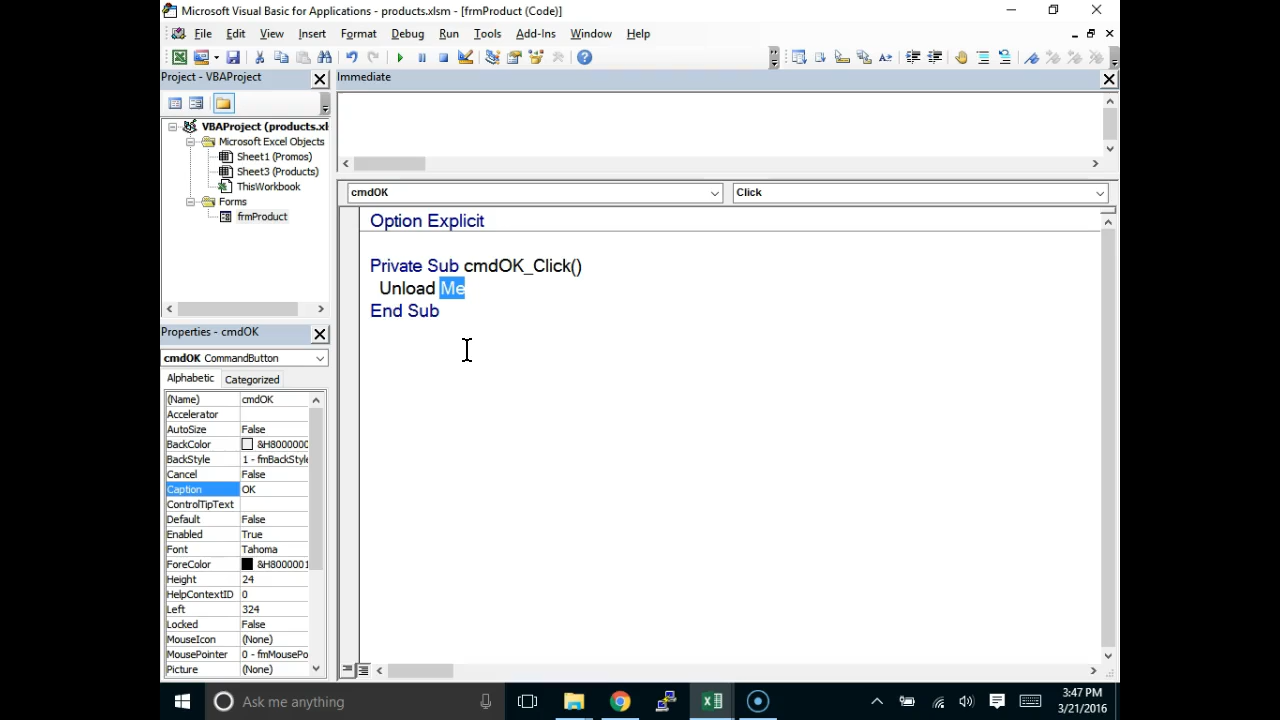 Microsoft Visual Basic for Applications - products.xlsm - [frmProduct (Code)]
File Edit View Insert Format Debug Run Tools Add-Ins Window Help
Project - VBAProject
Immediate
VBAProject (products.xl
Microsoft Excel Objects
Sheet1 (Promos)
Sheet3 (Products)
ThisWorkbook
Forms
frmProduct
cmdOK
Click
Option Explicit
Private Sub cmdOK_Click()
Unload Me
End Sub
Properties - cmdOK
cmdOK CommandButton
Alphabetic Categorized
(Name) cmdOK
Accelerator
AutoSize False
BackColor &H8000000
BackStyle 1 - fmBackStyle
Cancel False
Caption OK
ControlTipText
Default False
Enabled True
Font Tahoma
ForeColor &H8000001
Height 24
HelpContextID 0
Left 324
Locked False
MouseIcon (None)
MousePointer 0 - fmMousePo
Picture (None)
Ask me anything
3:47 PM
3/21/2016